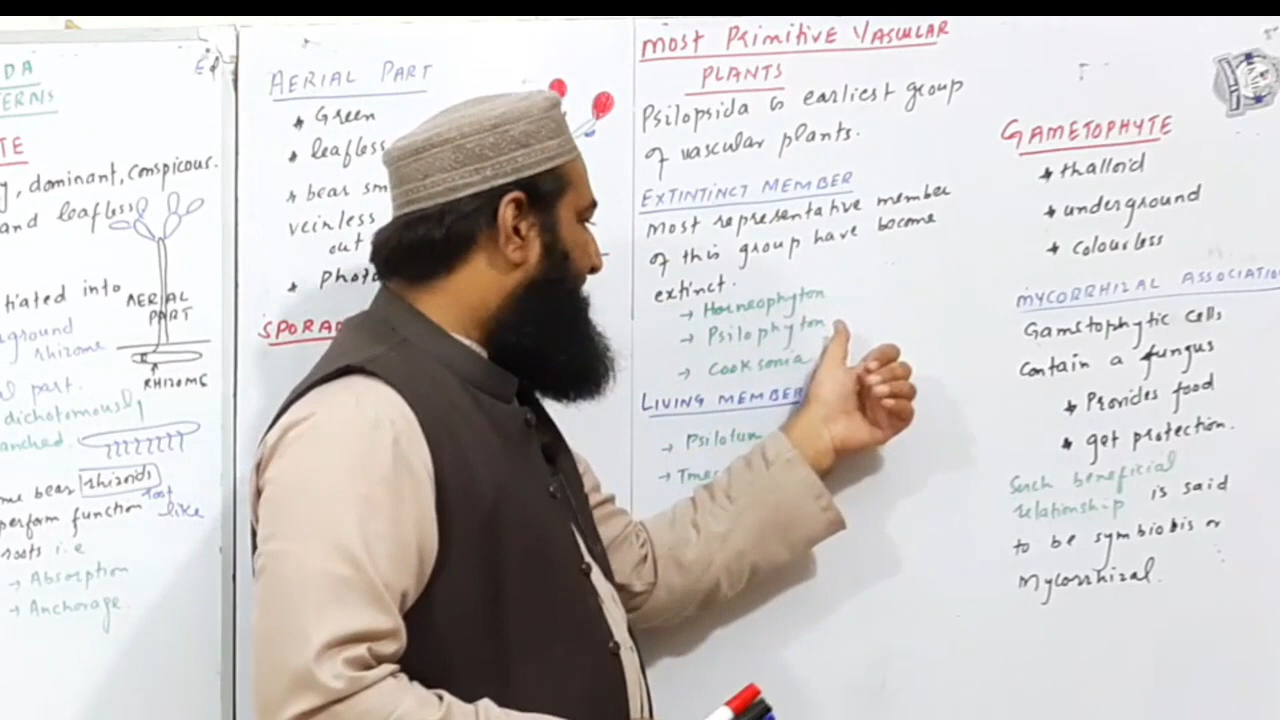 DA
ERNS
TE
y, dominant, conspicous.
and leafless
tiated into
ground
rhizome
l part.
dichotomously
anched.
me bear rhizoids
perform function root like
roots i.e
→ Absorption
→ Anchorage.
AERIAL
PART
RHIZOME
AERIAL PART
* Green
* leafless
* bear sm
veinless
out
* Photo
SPORA
MOST PRIMITIVE VASCULAR
PLANTS
Psilopsida is earliest group
of vascular plants.
EXTINTINCT MEMBER
most representative member
of this group have become
extinct.
→ Horneophyton
→ Psilophyton
→ Cooksonia
LIVING MEMBER
→ Psilotum
→ Tmes
GAMETOPHYTE
* thalloid
* underground
* colourless
MYCORRHIZAL ASSOCIATION
Gametophytic cells
contain a fungus
* Provides food
* get protection.
Such beneficial
relationship is said
to be symbiobis or
Mycorrhizal.